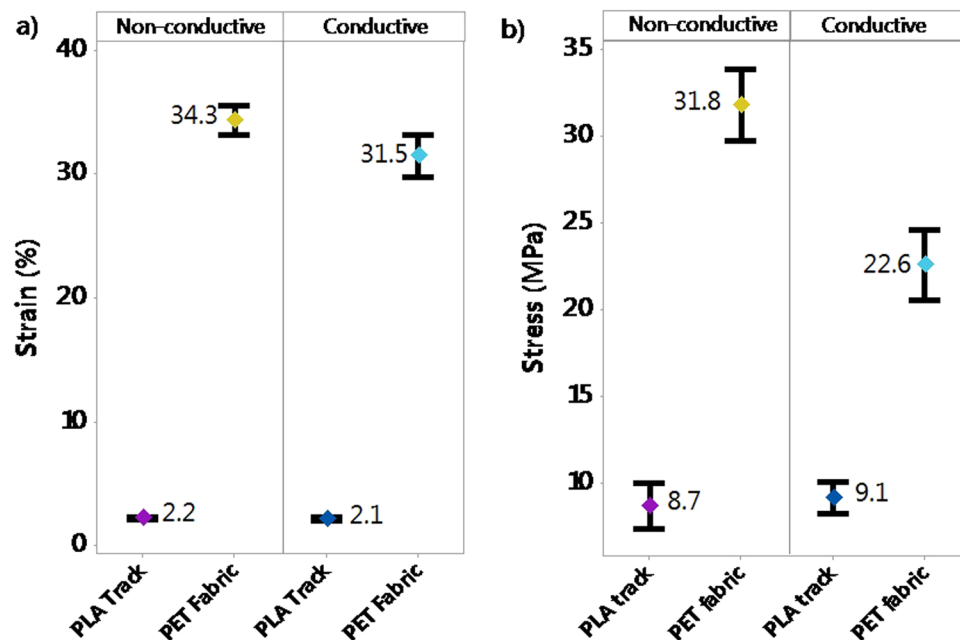 a)
Non-conductive Conductive
Strain (%)
40
30
20
10
0
34.3
31.5
2.2
2.1
PLA Track
PET Fabric
PLA Track
PET Fabric
b)
Non-conductive Conductive
Stress (MPa)
35
30
25
20
15
10
31.8
22.6
8.7
9.1
PLA track
PET fabric
PLA track
PET fabric